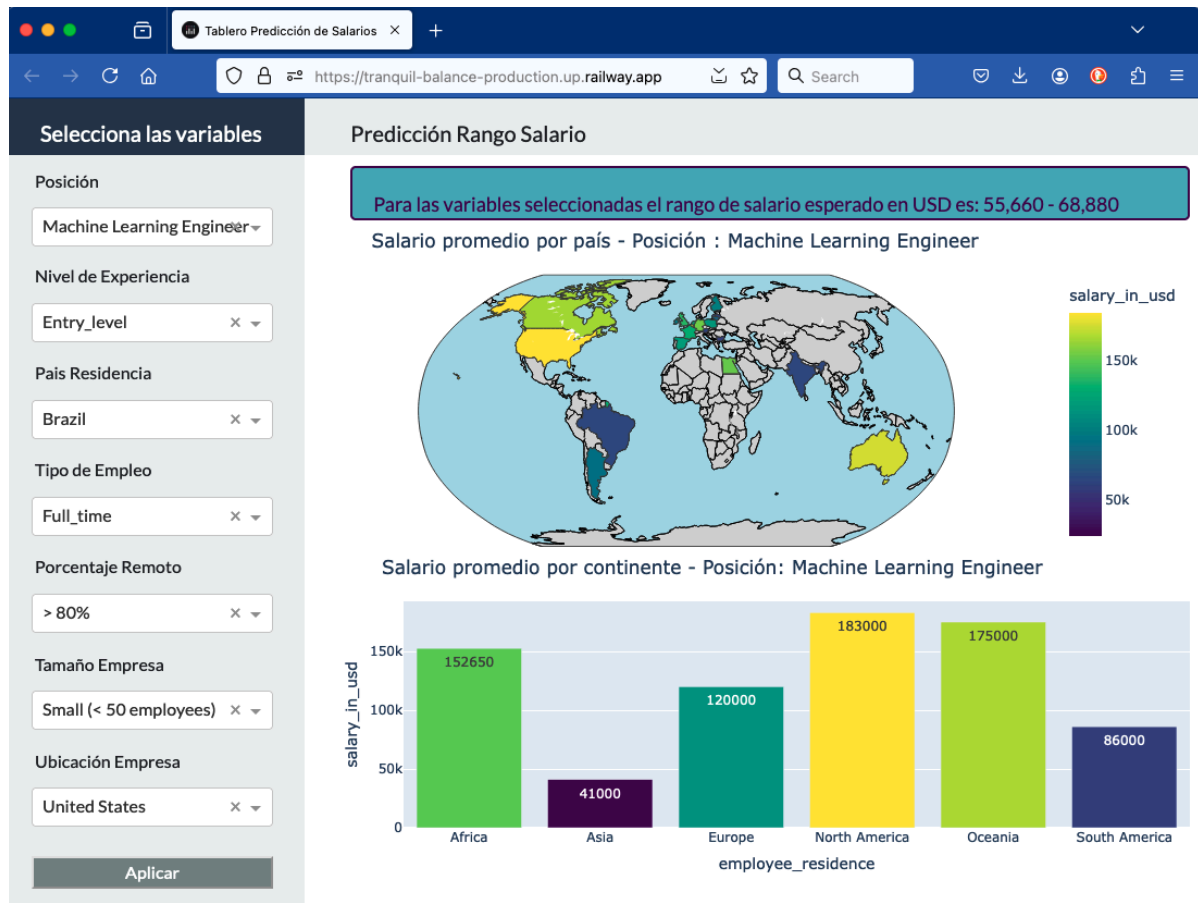 Tablero Predicción de Salarios
https://tranquil-balance-production.up.railway.app
Search
Selecciona las variables
Posición
Machine Learning Engineer
Nivel de Experiencia
Entry_level
Pais Residencia
Brazil
Tipo de Empleo
Full_time
Porcentaje Remoto
> 80%
Tamaño Empresa
Small (< 50 employees)
Ubicación Empresa
United States
Aplicar
Predicción Rango Salario
Para las variables seleccionadas el rango de salario esperado en USD es: 55,660 - 68,880
Salario promedio por país - Posición : Machine Learning Engineer
salary_in_usd
150k
100k
50k
Salario promedio por continente - Posición: Machine Learning Engineer
salary_in_usd
150k
100k
50k
0
152650
41000
120000
183000
175000
86000
Africa
Asia
Europe
North America
Oceania
South America
employee_residence